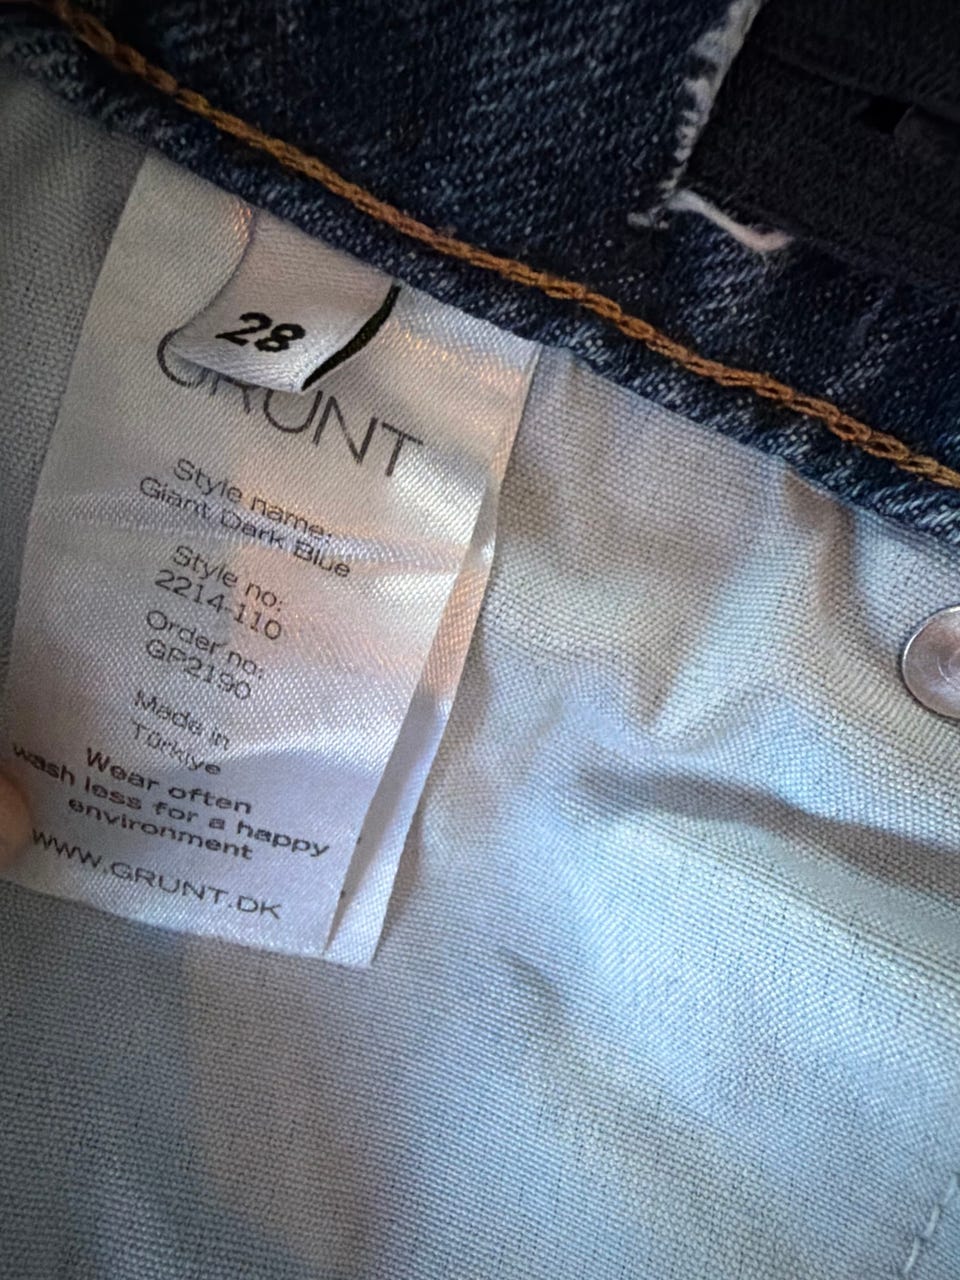 28
GRUNT
Style name:
Giant Dark Blue
Style no:
2214-110
Order no:
GP2190
Made in
Türkiye
Wear often
wash less for a happy
environment
WWW.GRUNT.DK